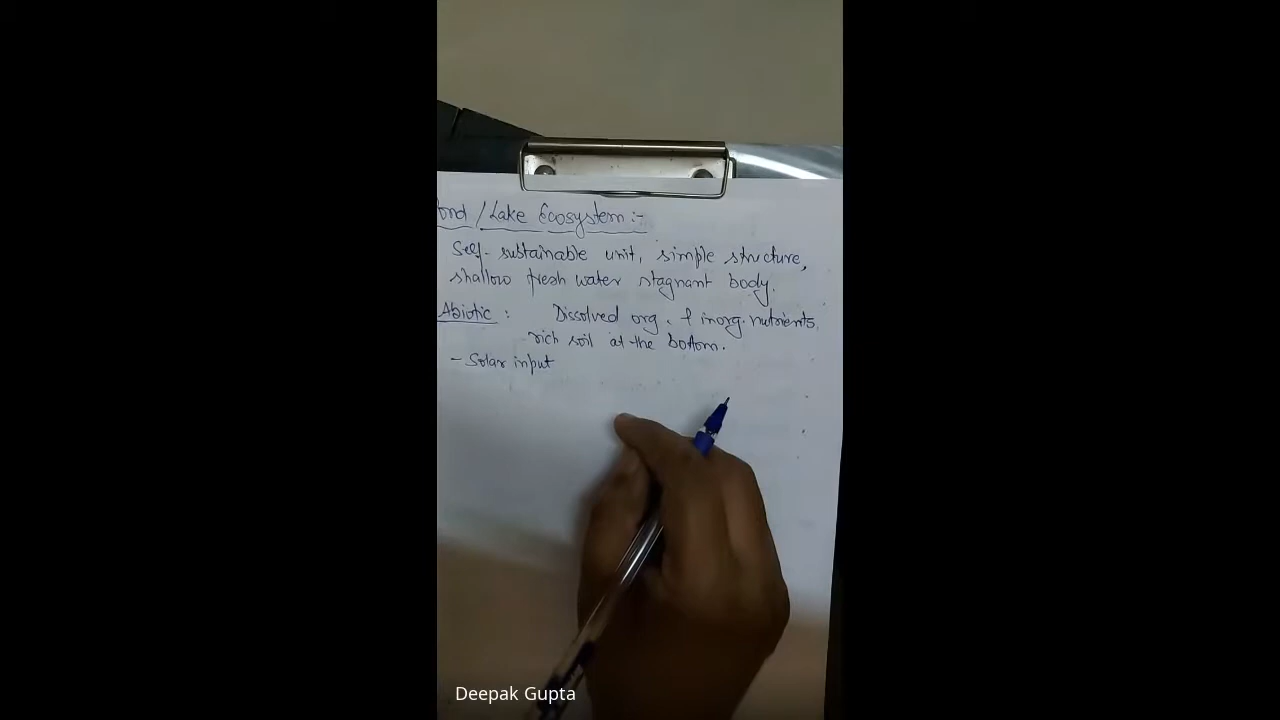 ond / Lake Ecosystem :-
Self-sustainable unit, simple structure,
shallow fresh water stagnant body.
Abiotic : Dissolved org. & inorg. nutrients,
rich soil at the bottom.
- Solar input
Deepak Gupta